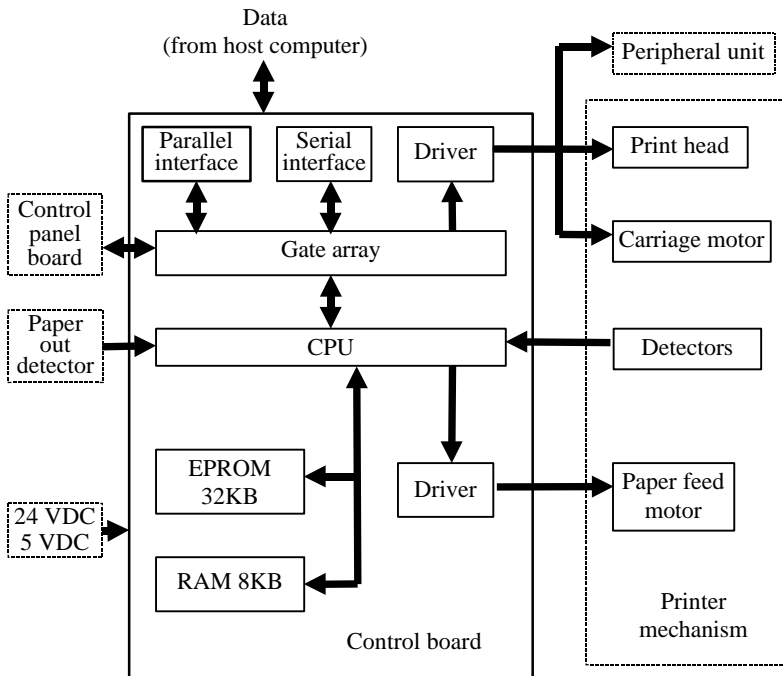 Data
(from host computer)
Peripheral unit
Parallel
interface
Serial
interface
Driver
Print head
Control
panel
board
Gate array
Carriage motor
Paper
out
detector
CPU
Detectors
EPROM
32KB
Driver
Paper feed
motor
24 VDC
5 VDC
RAM 8KB
Control board
Printer
mechanism